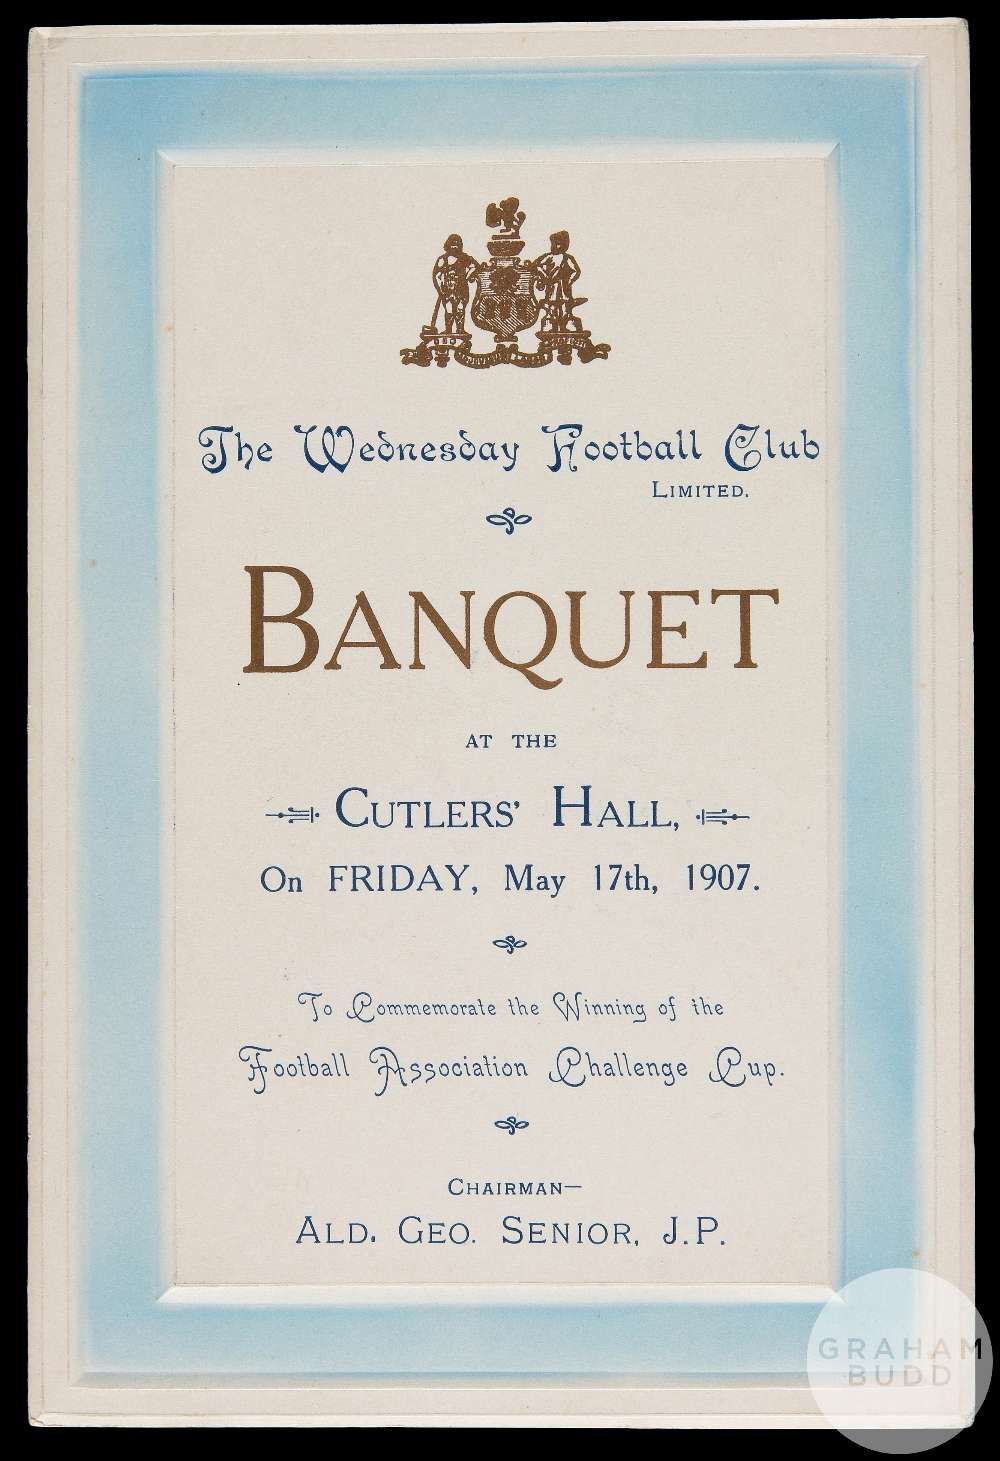 The Wednesday Football Club
LIMITED.
BANQUET
AT THE
CUTLERS' HALL,
On FRIDAY, May 17th, 1907.
To Commemorate the Winning of the
Football Association Challenge Cup.
CHAIRMAN—
ALD. GEO. SENIOR, J.P.
GRAHAM
BUDD